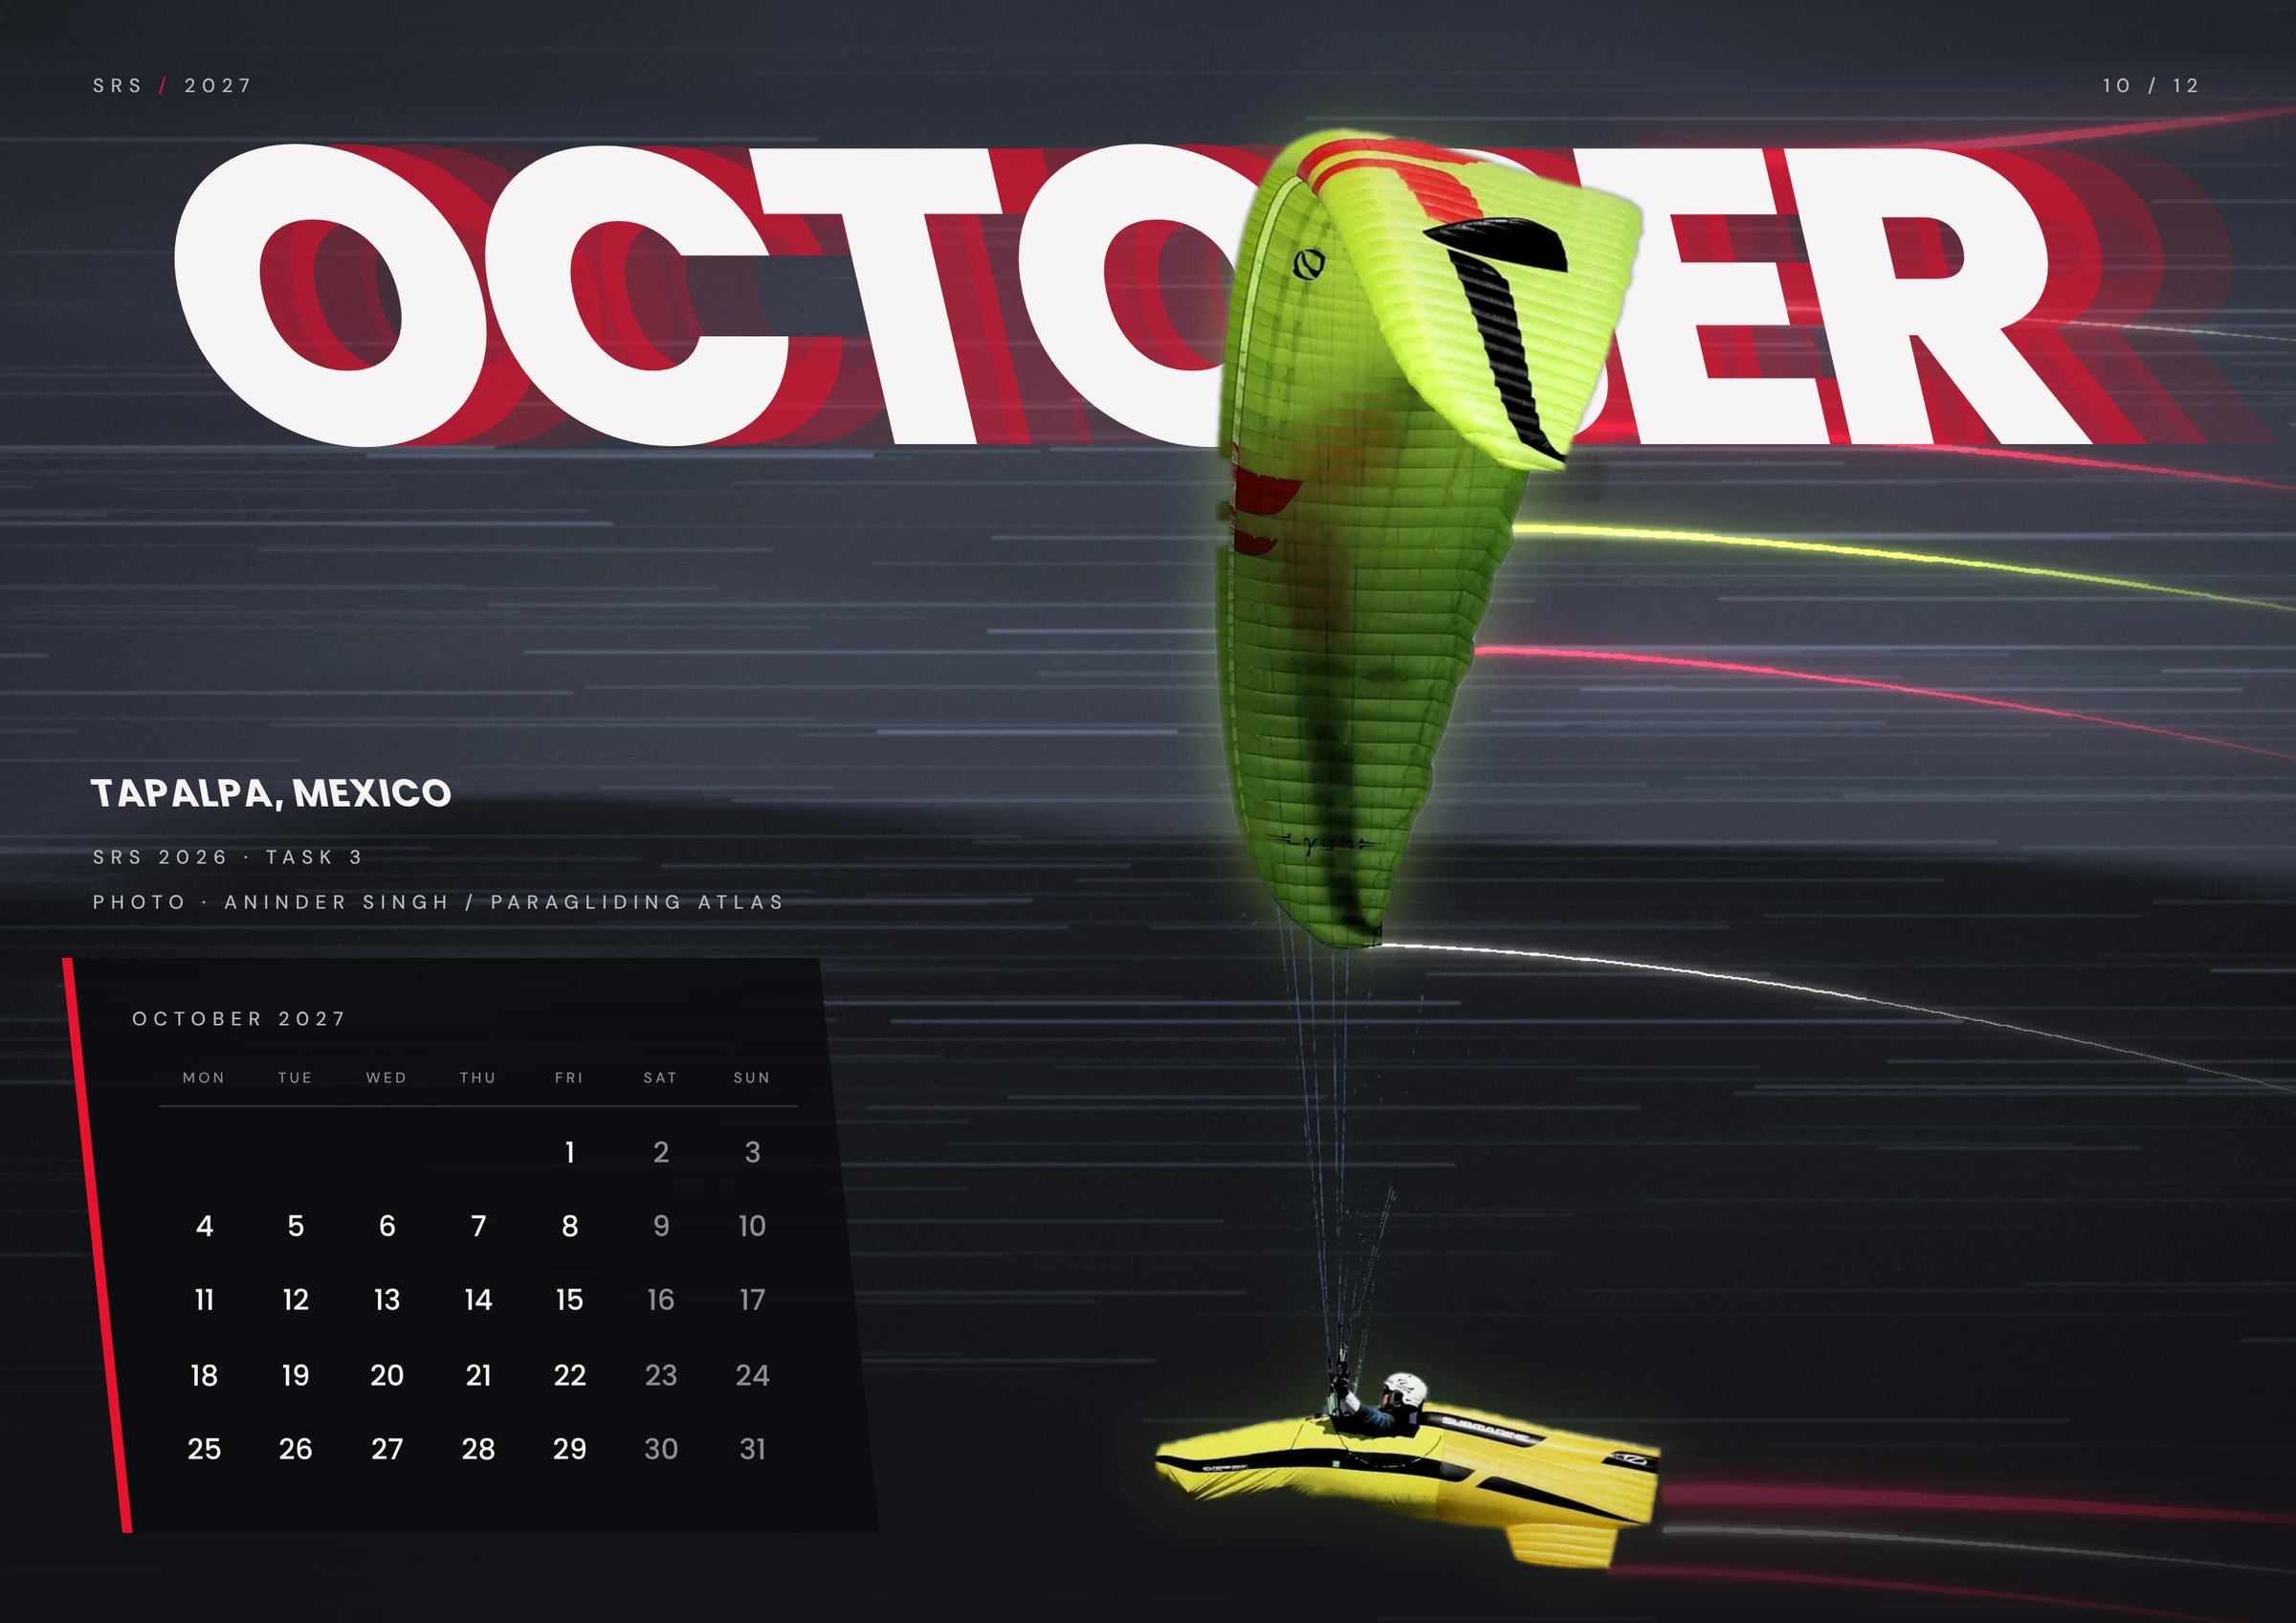 SRS / 2027
10 / 12
OCTOBER
TAPALPA, MEXICO
SRS 2026 · TASK 3
PHOTO · ANINDER SINGH / PARAGLIDING ATLAS
OCTOBER 2027
MON TUE WED THU FRI SAT SUN
1 2 3
4 5 6 7 8 9 10
11 12 13 14 15 16 17
18 19 20 21 22 23 24
25 26 27 28 29 30 31
SUBMARINE